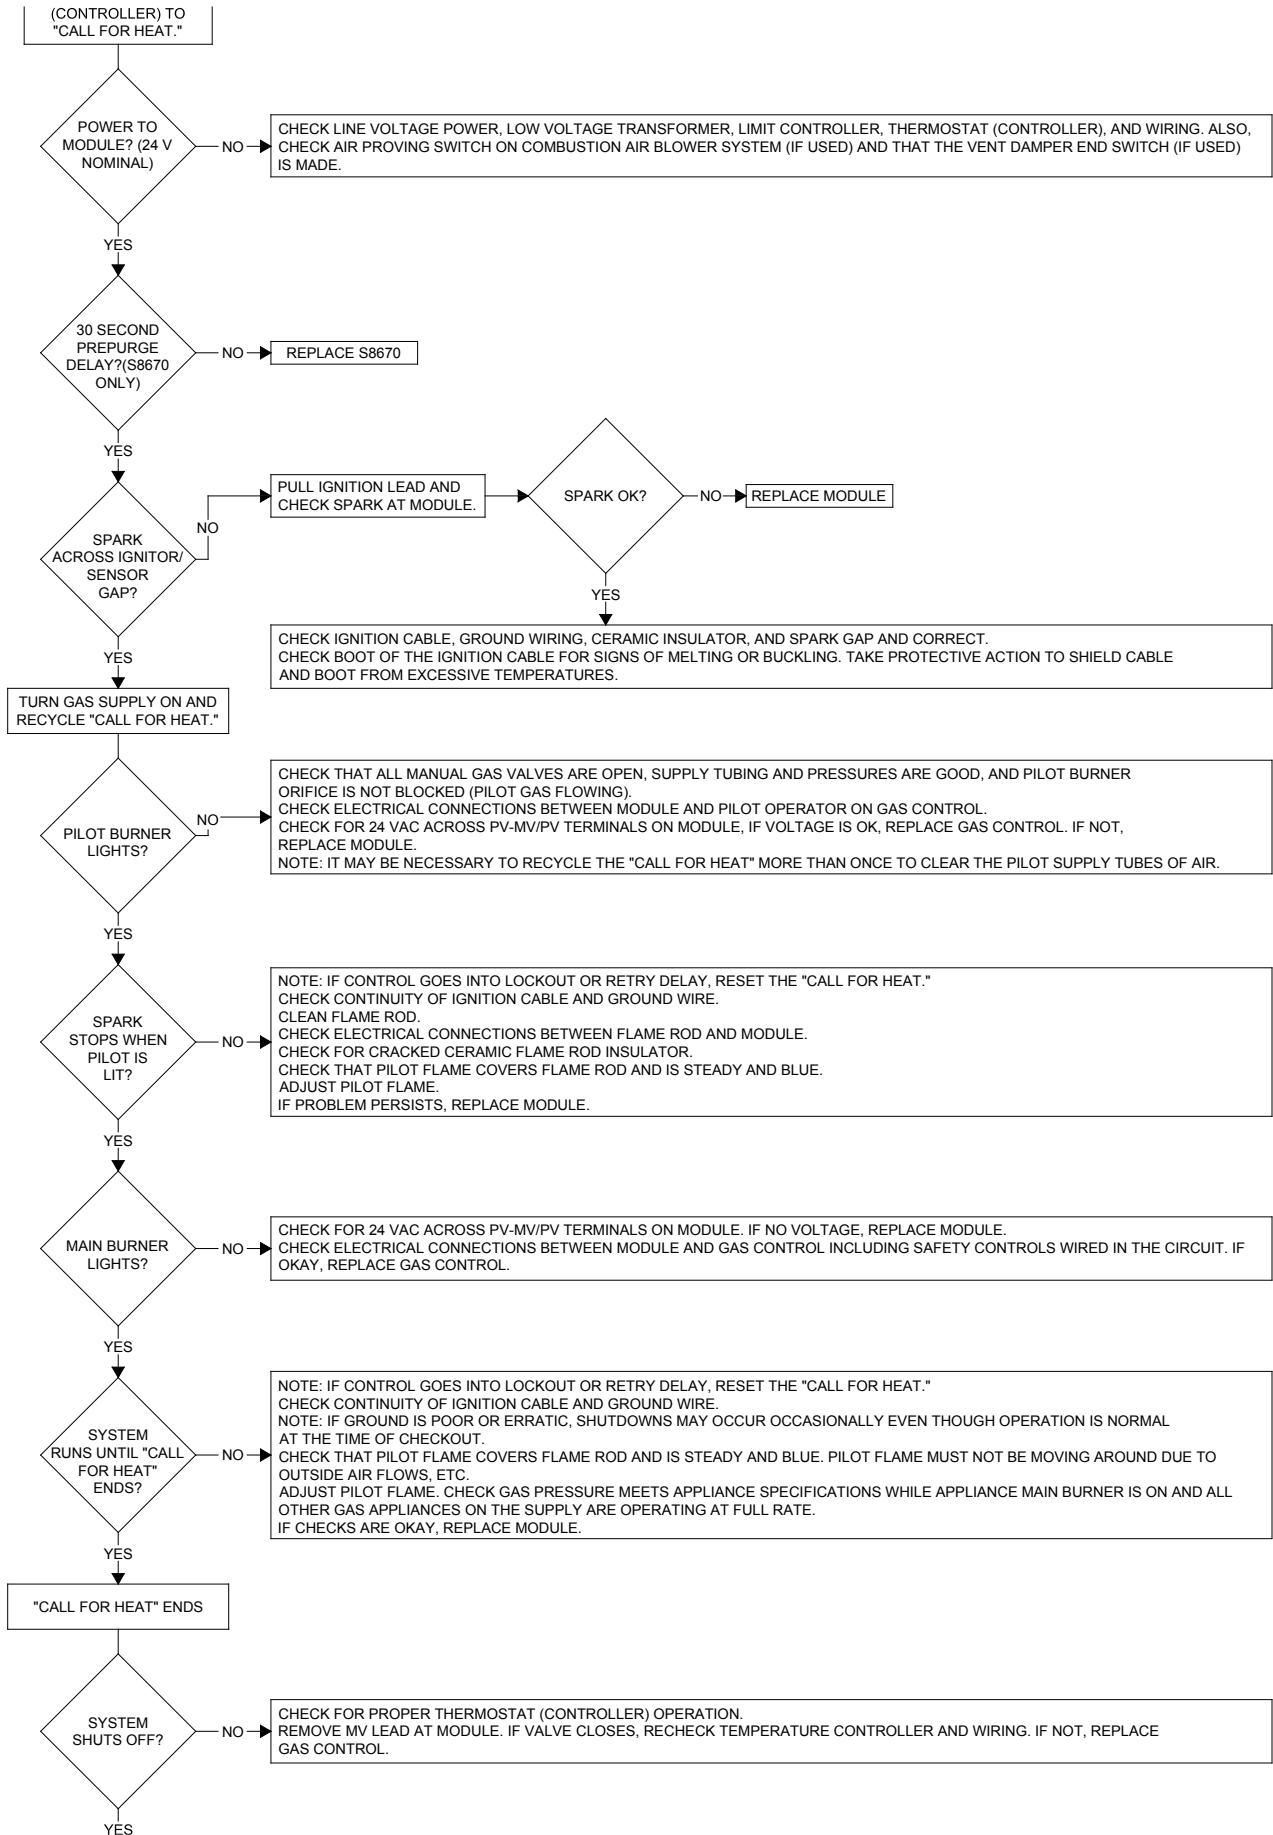 (CONTROLLER) TO
"CALL FOR HEAT."
POWER TO
MODULE? (24 V
NOMINAL)
NO
CHECK LINE VOLTAGE POWER, LOW VOLTAGE TRANSFORMER, LIMIT CONTROLLER, THERMOSTAT (CONTROLLER), AND WIRING. ALSO,
CHECK AIR PROVING SWITCH ON COMBUSTION AIR BLOWER SYSTEM (IF USED) AND THAT THE VENT DAMPER END SWITCH (IF USED)
IS MADE.
YES
30 SECOND
PREPURGE
DELAY?(S8670
ONLY)
NO
REPLACE S8670
YES
SPARK
ACROSS IGNITOR/
SENSOR
GAP?
NO
PULL IGNITION LEAD AND
CHECK SPARK AT MODULE.
SPARK OK?
NO
REPLACE MODULE
YES
CHECK IGNITION CABLE, GROUND WIRING, CERAMIC INSULATOR, AND SPARK GAP AND CORRECT.
CHECK BOOT OF THE IGNITION CABLE FOR SIGNS OF MELTING OR BUCKLING. TAKE PROTECTIVE ACTION TO SHIELD CABLE
AND BOOT FROM EXCESSIVE TEMPERATURES.
YES
TURN GAS SUPPLY ON AND
RECYCLE "CALL FOR HEAT."
PILOT BURNER
LIGHTS?
NO
CHECK THAT ALL MANUAL GAS VALVES ARE OPEN, SUPPLY TUBING AND PRESSURES ARE GOOD, AND PILOT BURNER
ORIFICE IS NOT BLOCKED (PILOT GAS FLOWING).
CHECK ELECTRICAL CONNECTIONS BETWEEN MODULE AND PILOT OPERATOR ON GAS CONTROL.
CHECK FOR 24 VAC ACROSS PV-MV/PV TERMINALS ON MODULE, IF VOLTAGE IS OK, REPLACE GAS CONTROL. IF NOT,
REPLACE MODULE.
NOTE: IT MAY BE NECESSARY TO RECYCLE THE "CALL FOR HEAT" MORE THAN ONCE TO CLEAR THE PILOT SUPPLY TUBES OF AIR.
YES
SPARK
STOPS WHEN
PILOT IS
LIT?
NO
NOTE: IF CONTROL GOES INTO LOCKOUT OR RETRY DELAY, RESET THE "CALL FOR HEAT."
CHECK CONTINUITY OF IGNITION CABLE AND GROUND WIRE.
CLEAN FLAME ROD.
CHECK ELECTRICAL CONNECTIONS BETWEEN FLAME ROD AND MODULE.
CHECK FOR CRACKED CERAMIC FLAME ROD INSULATOR.
CHECK THAT PILOT FLAME COVERS FLAME ROD AND IS STEADY AND BLUE.
ADJUST PILOT FLAME.
IF PROBLEM PERSISTS, REPLACE MODULE.
YES
MAIN BURNER
LIGHTS?
NO
CHECK FOR 24 VAC ACROSS PV-MV/PV TERMINALS ON MODULE. IF NO VOLTAGE, REPLACE MODULE.
CHECK ELECTRICAL CONNECTIONS BETWEEN MODULE AND GAS CONTROL INCLUDING SAFETY CONTROLS WIRED IN THE CIRCUIT. IF
OKAY, REPLACE GAS CONTROL.
YES
SYSTEM
RUNS UNTIL "CALL
FOR HEAT"
ENDS?
NO
NOTE: IF CONTROL GOES INTO LOCKOUT OR RETRY DELAY, RESET THE "CALL FOR HEAT."
CHECK CONTINUITY OF IGNITION CABLE AND GROUND WIRE.
NOTE: IF GROUND IS POOR OR ERRATIC, SHUTDOWNS MAY OCCUR OCCASIONALLY EVEN THOUGH OPERATION IS NORMAL
AT THE TIME OF CHECKOUT.
CHECK THAT PILOT FLAME COVERS FLAME ROD AND IS STEADY AND BLUE. PILOT FLAME MUST NOT BE MOVING AROUND DUE TO
OUTSIDE AIR FLOWS, ETC.
ADJUST PILOT FLAME. CHECK GAS PRESSURE MEETS APPLIANCE SPECIFICATIONS WHILE APPLIANCE MAIN BURNER IS ON AND ALL
OTHER GAS APPLIANCES ON THE SUPPLY ARE OPERATING AT FULL RATE.
IF CHECKS ARE OKAY, REPLACE MODULE.
YES
"CALL FOR HEAT" ENDS
SYSTEM
SHUTS OFF?
NO
CHECK FOR PROPER THERMOSTAT (CONTROLLER) OPERATION.
REMOVE MV LEAD AT MODULE. IF VALVE CLOSES, RECHECK TEMPERATURE CONTROLLER AND WIRING. IF NOT, REPLACE
GAS CONTROL.
YES